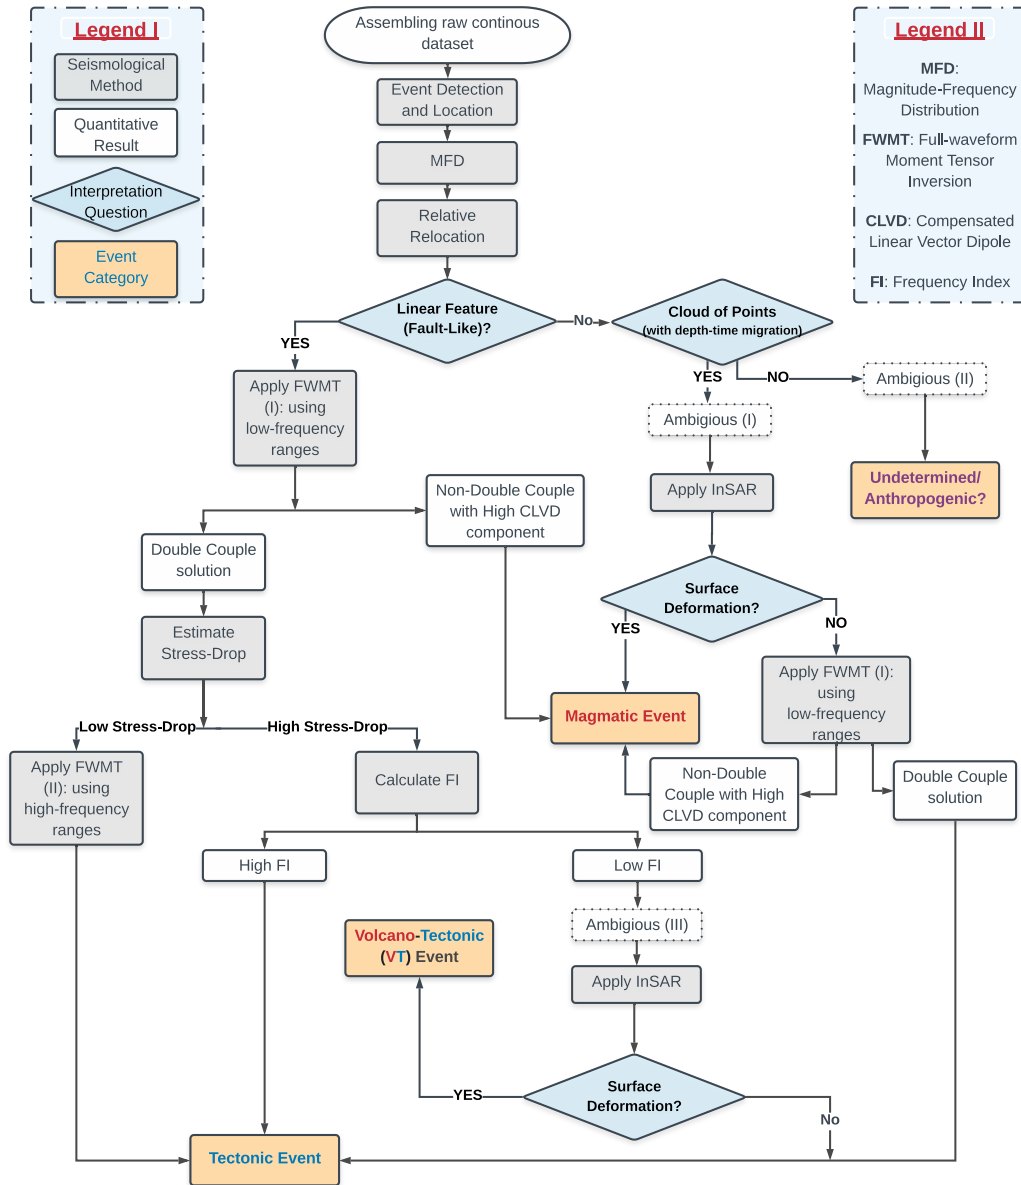 Legend I
Seismological
Method
Quantitative
Result
Interpretation
Question
Event
Category
Assembling raw continous
dataset
Event Detection
and Location
MFD
Relative
Relocation
Legend II
MFD:
Magnitude-Frequency
Distribution
FWMT: Full-waveform
Moment Tensor
Inversion
CLVD: Compensated
Linear Vector Dipole
FI: Frequency Index
Linear Feature
(Fault-Like)?
No
Cloud of Points
(with depth-time migration)
YES
YES
NO
Apply FWMT
(I): using
low-frequency
ranges
Ambigious (I)
Ambigious (II)
Non-Double Couple
with High CLVD
component
Apply InSAR
Undetermined/
Anthropogenic?
Double Couple
solution
Surface
Deformation?
YES
NO
Estimate
Stress-Drop
Magmatic Event
Apply FWMT (I):
using
low-frequency
ranges
Low Stress-Drop
High Stress-Drop
Apply FWMT
(II): using
high-frequency
ranges
Calculate FI
Non-Double
Couple with High
CLVD component
Double Couple
solution
High FI
Low FI
Ambigious (III)
Volcano-Tectonic
(VT) Event
Apply InSAR
YES
Surface
Deformation?
No
Tectonic Event